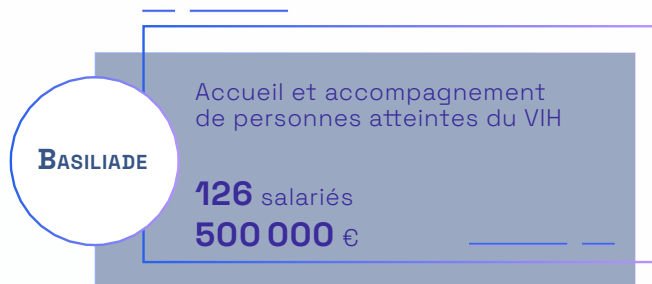 BASILIADE
Accueil et accompagnement
de personnes atteintes du VIH
126 salariés
500 000 €